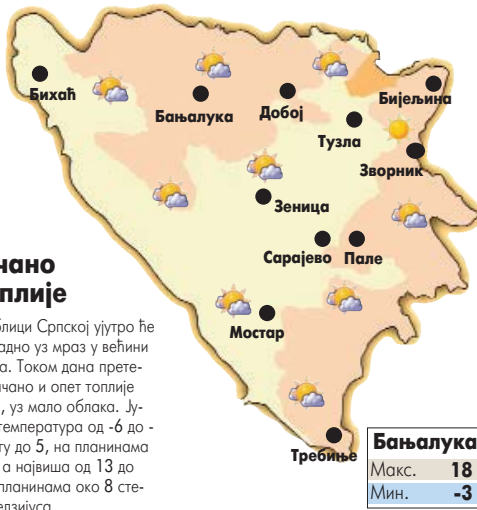 Бихаћ
Бањалука
Добој
Бијељина
Тузла
Зворник
Зеница
Сарајево Пале
Мостар
Требиње
чано
плије
блици Српској ујутро ће
адно уз мраз у већини
а. Током дана прете-
чано и опет топлије
, уз мало облака. Ју-
температура од -6 до -
ту до 5, на планинама
а највиша од 13 до
планинама око 8 сте-
Бањалука
Макс. 18
Мин. -3